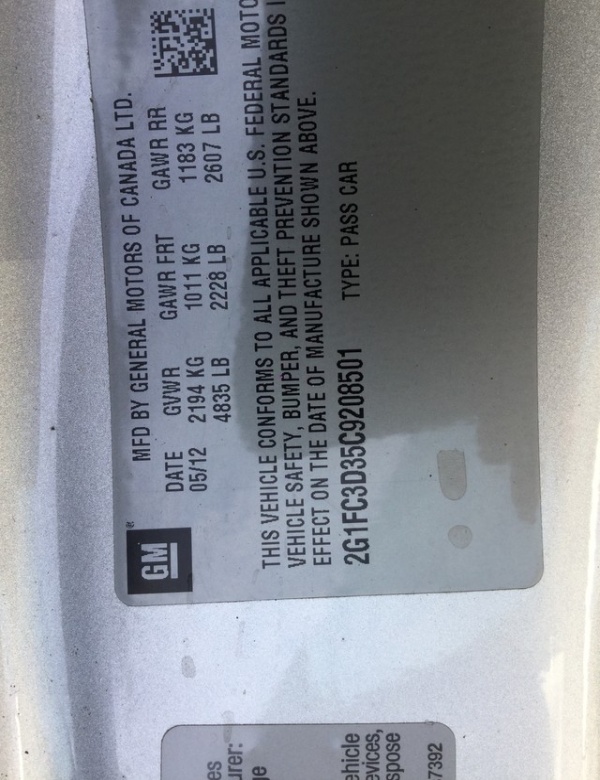 GM®
MFD BY GENERAL MOTORS OF CANADA LTD.
DATE GVWR GAWR FRT GAWR RR
05/12 2194 KG 1011 KG 1183 KG
4835 LB 2228 LB 2607 LB
THIS VEHICLE CONFORMS TO ALL APPLICABLE U.S. FEDERAL MOTO
VEHICLE SAFETY, BUMPER, AND THEFT PREVENTION STANDARDS I
EFFECT ON THE DATE OF MANUFACTURE SHOWN ABOVE.
2G1FC3D35C9208501 TYPE: PASS CAR
es
urer:
ge
ehicle
evices,
spose
7392